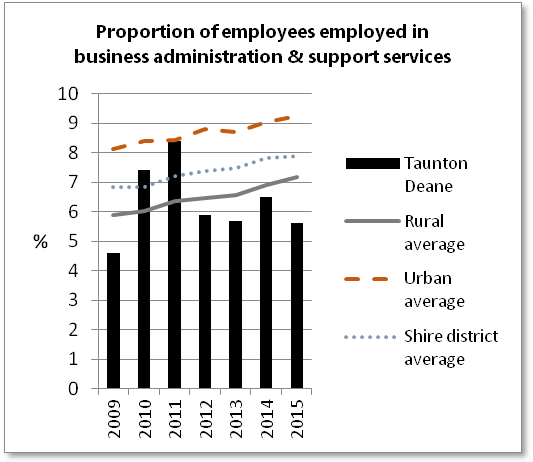 Proportion of employees employed in
business administration & support services
10
9
8
7
6
5
4
3
2
1
0
%
2009
2010
2011
2012
2013
2014
2015
Taunton
Deane
Rural
average
Urban
average
Shire district
average